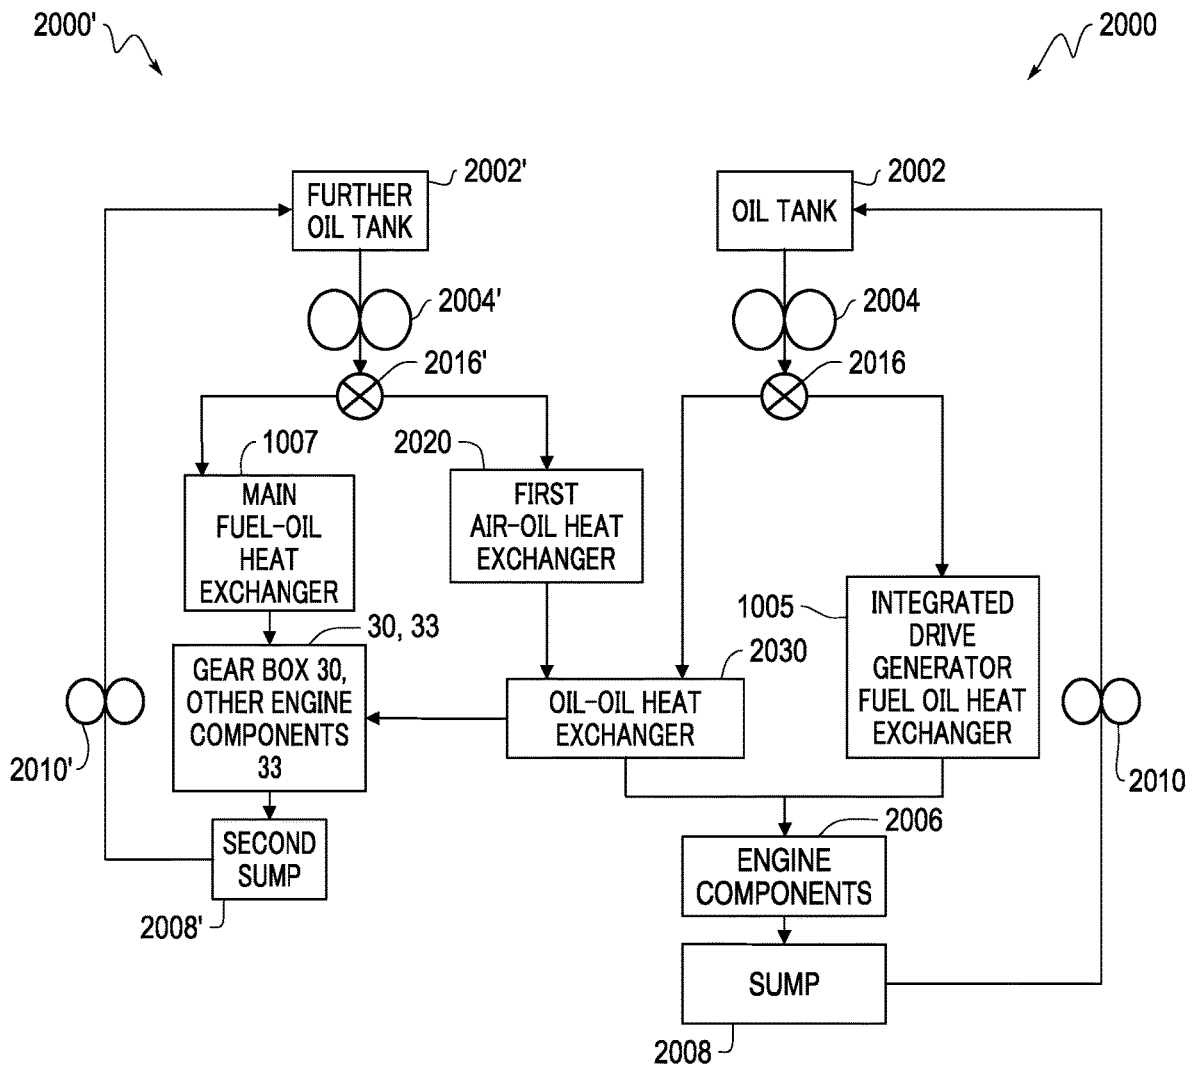 2000'
2000
2002'
2002
FURTHER
OIL TANK
OIL TANK
2004'
2004
2016'
2016
1007
2020
MAIN
FUEL-OIL
HEAT
EXCHANGER
FIRST
AIR-OIL HEAT
EXCHANGER
1005
INTEGRATED
DRIVE
GENERATOR
FUEL OIL HEAT
EXCHANGER
30, 33
2030
GEAR BOX 30,
OTHER ENGINE
COMPONENTS
33
OIL-OIL HEAT
EXCHANGER
2010'
2010
2006
SECOND
SUMP
ENGINE
COMPONENTS
2008'
SUMP
2008